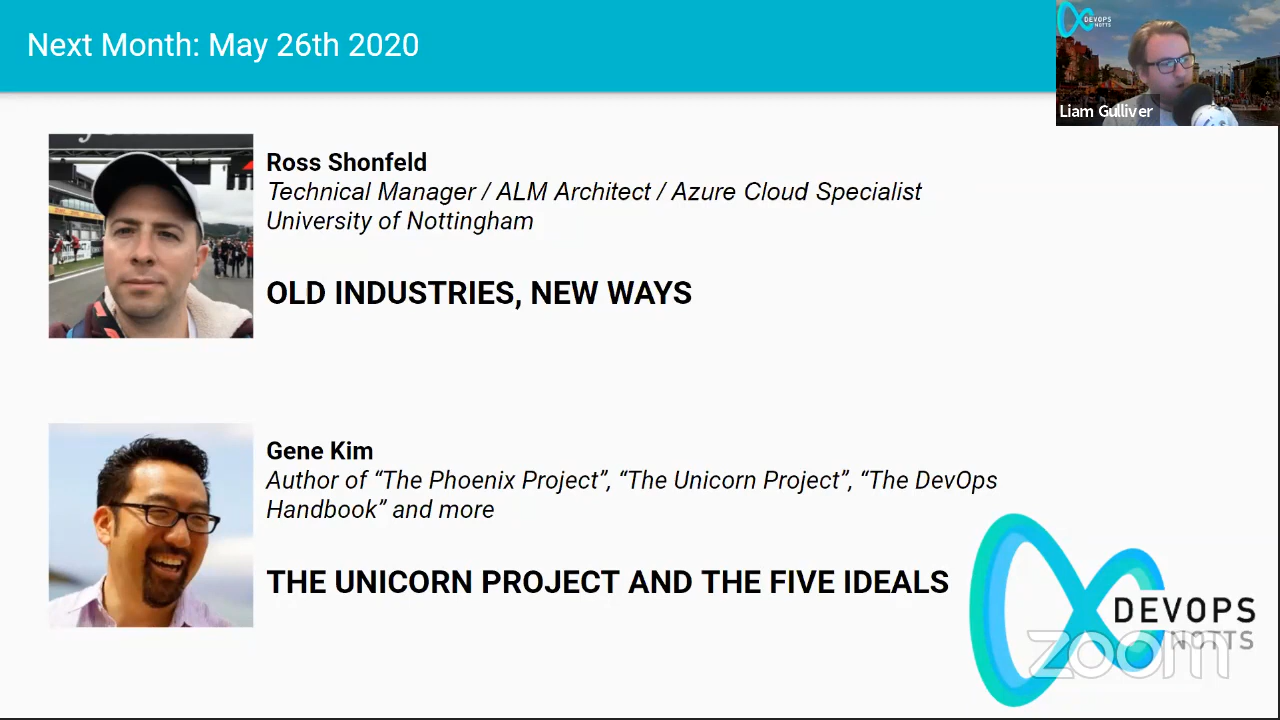 Next Month: May 26th 2020
DEVOPS
NOTTS
Liam Gulliver
Ross Shonfeld
Technical Manager / ALM Architect / Azure Cloud Specialist
University of Nottingham
OLD INDUSTRIES, NEW WAYS
Gene Kim
Author of “The Phoenix Project”, “The Unicorn Project”, “The DevOps
Handbook” and more
THE UNICORN PROJECT AND THE FIVE IDEALS
DEVOPS
NOTTS
zoom